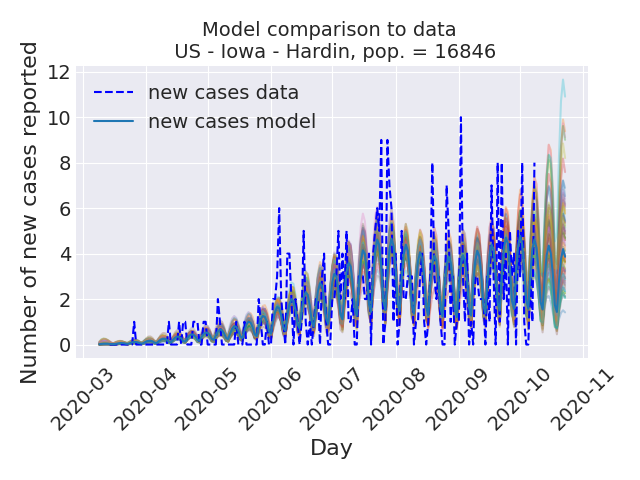 Model comparison to data
US - Iowa - Hardin, pop. = 16846
Number of new cases reported
12
10
8
6
4
2
0
new cases data
new cases model
2020-03
2020-04
2020-05
2020-06
2020-07
2020-08
2020-09
2020-10
2020-11
Day